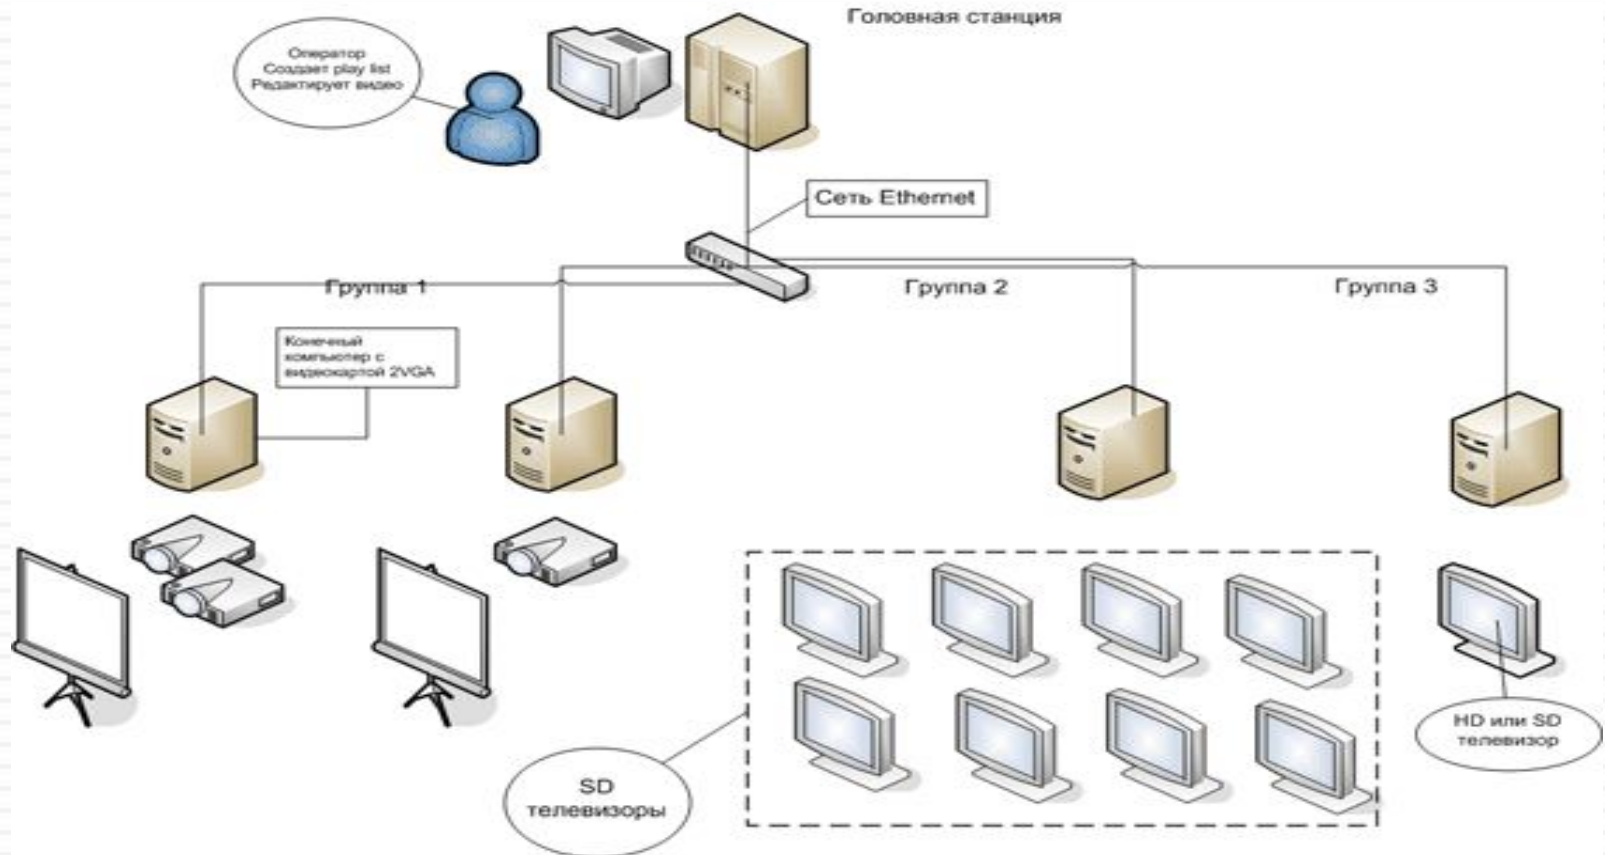 Головная станция
Оператор
Создает play list
Редактирует видео
Сеть Ethernet
Группа 1
Группа 2
Группа 3
Конечный
компьютер с
видеокартой 2VGA
SD
телевизоры
HD или SD
телевизор